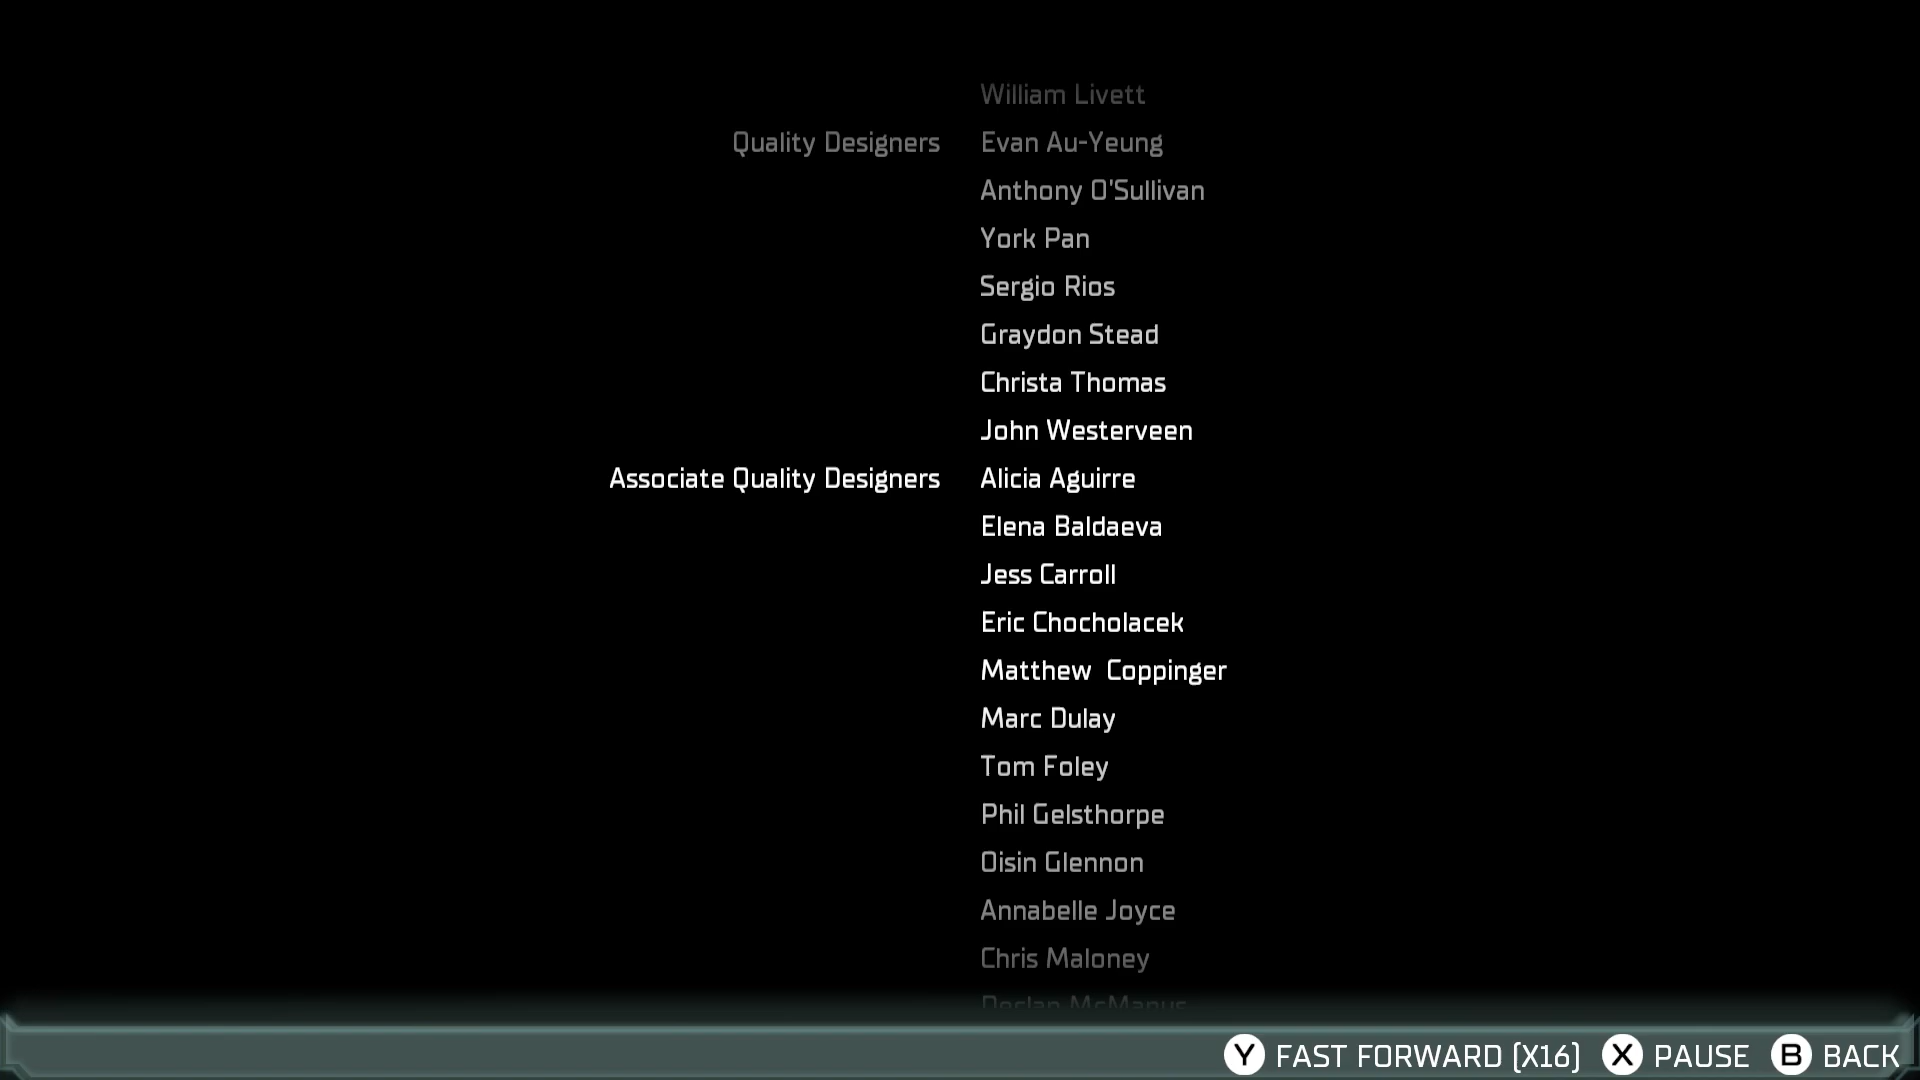 William Livett
Quality Designers Evan Au-Yeung
Anthony O'Sullivan
York Pan
Sergio Rios
Graydon Stead
Christa Thomas
John Westerveen
Associate Quality Designers Alicia Aguirre
Elena Baldaeva
Jess Carroll
Eric Chocholacek
Matthew  Coppinger
Marc Dulay
Tom Foley
Phil Gelsthorpe
Oisin Glennon
Annabelle Joyce
Chris Maloney
McManus
Y FAST FORWARD [X16] X PAUSE B BACK